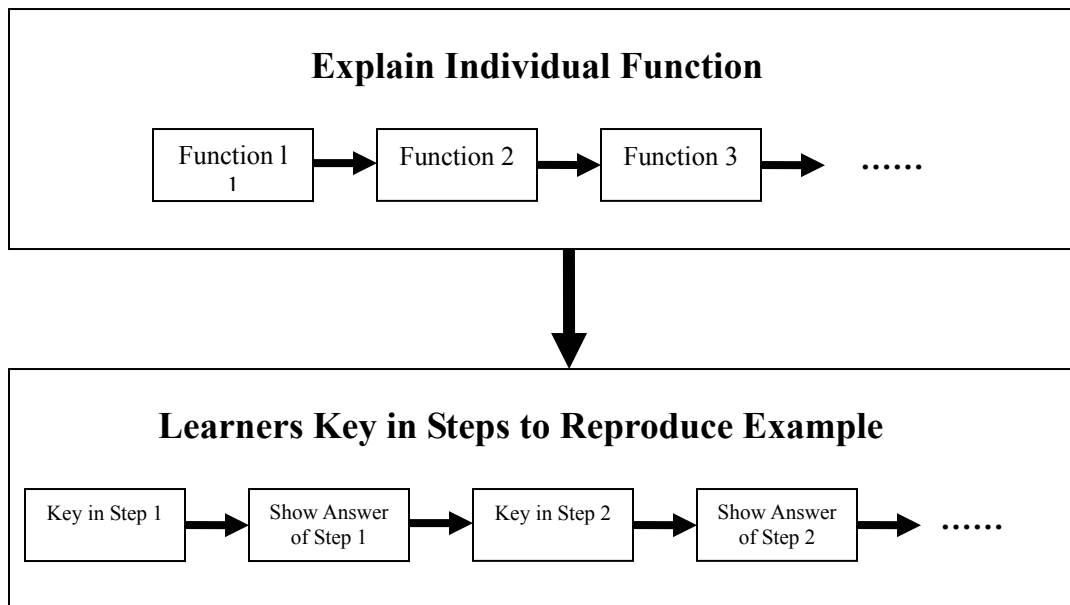 Explain Individual Function
Function 1
1
Function 2
Function 3
……
Learners Key in Steps to Reproduce Example
Key in Step 1
Show Answer
of Step 1
Key in Step 2
Show Answer
of Step 2
……